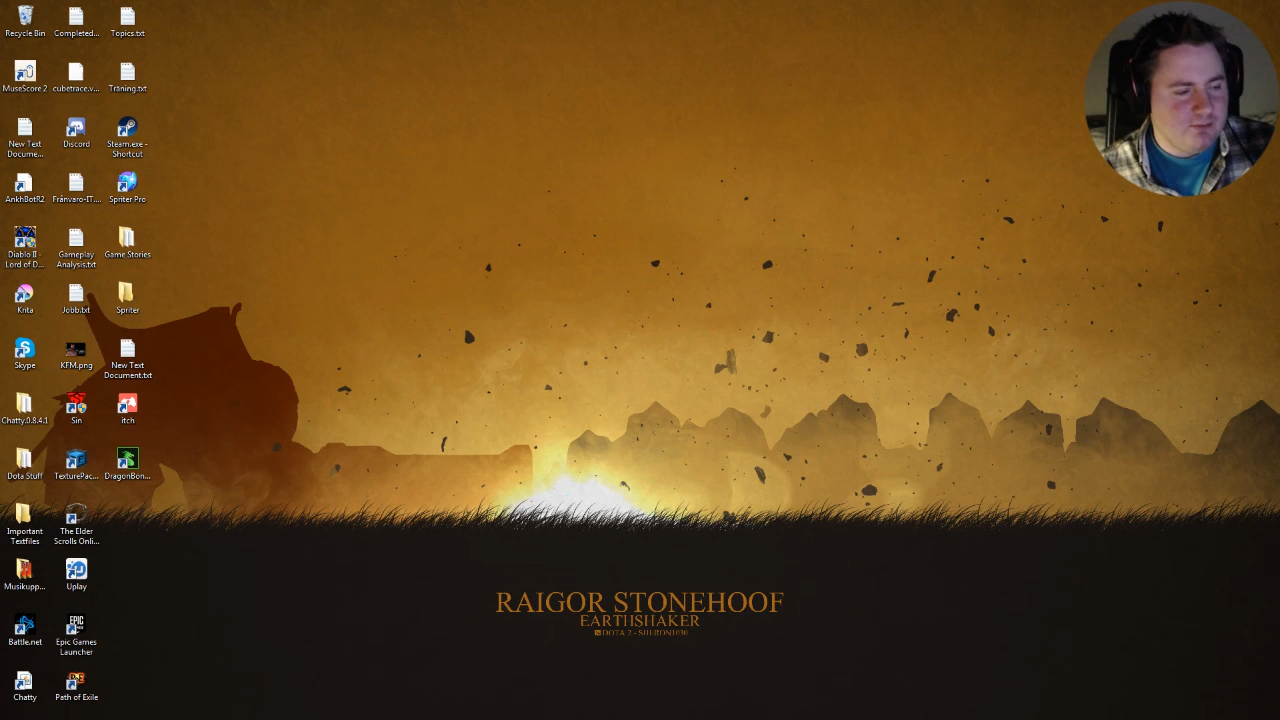 Recycle Bin
Completed...
Topics.txt
MuseScore 2
cubetrace.v...
Träning.txt
New Text
Docume...
Discord
Steam.exe -
Shortcut
AnkhBotR2
Frånvaro-IT....
Spriter Pro
Diablo II -
Lord of D...
Gameplay
Analysis.txt
Game Stories
Krita
Jobb.txt
Spriter
Skype
KFM.png
New Text
Document.txt
Chatty.0.8.4.1
Sin
itch
Dota Stuff
TexturePac...
DragonBon...
Important
Textfiles
The Elder
Scrolls Onli...
Musikupp...
Uplay
Battle.net
Epic Games
Launcher
Chatty
Path of Exile
RAIGOR STONEHOOF
EARTHSHAKER
DOTA 2 - SHERON1030